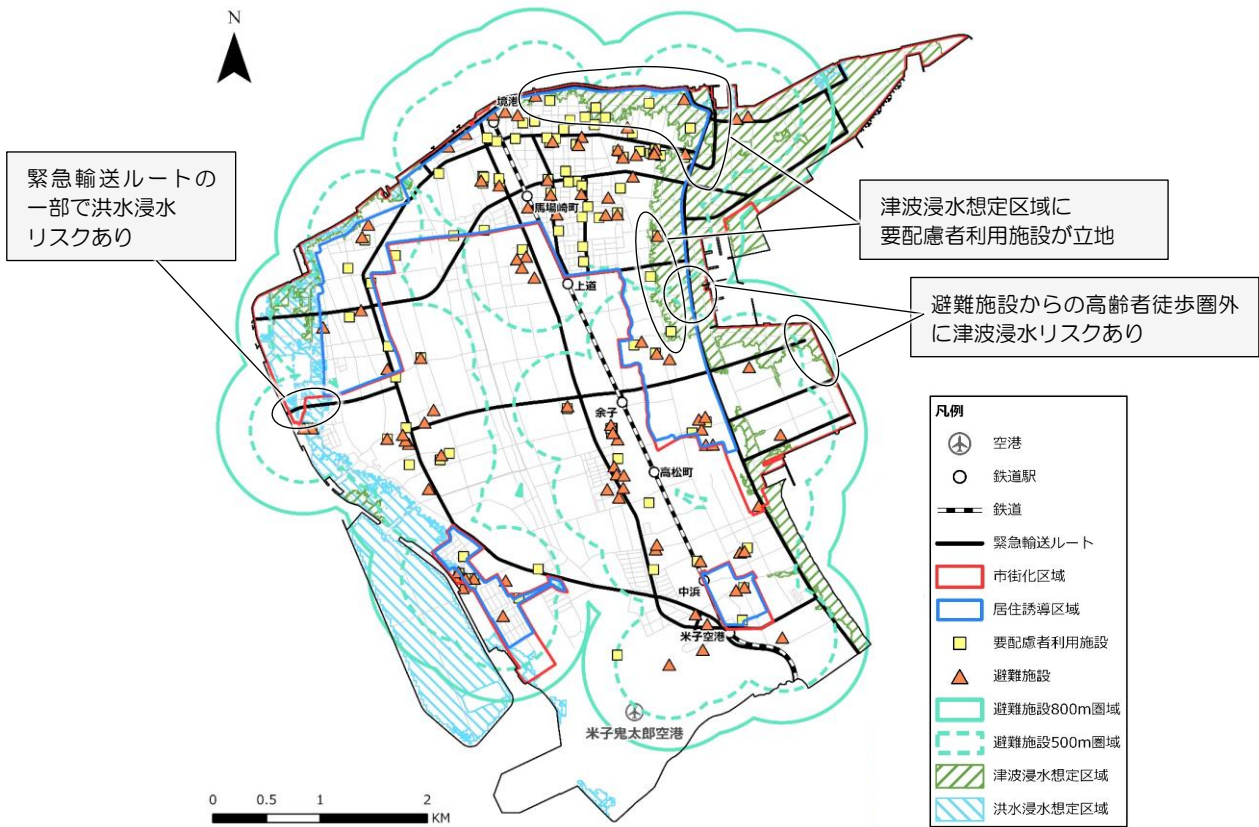 N
緊急輸送ルートの
一部で洪水浸水
リスクあり
境港
馬場崎町
上道
余子
高松町
中浜
米子空港
米子鬼太郎空港
津波浸水想定区域に
要配慮者利用施設が立地
避難施設からの高齢者徒歩圏外
に津波浸水リスクあり
凡例
空港
鉄道駅
鉄道
緊急輸送ルート
市街化区域
居住誘導区域
要配慮者利用施設
避難施設
避難施設800m圏域
避難施設500m圏域
津波浸水想定区域
洪水浸水想定区域
0 0.5 1 2
KM